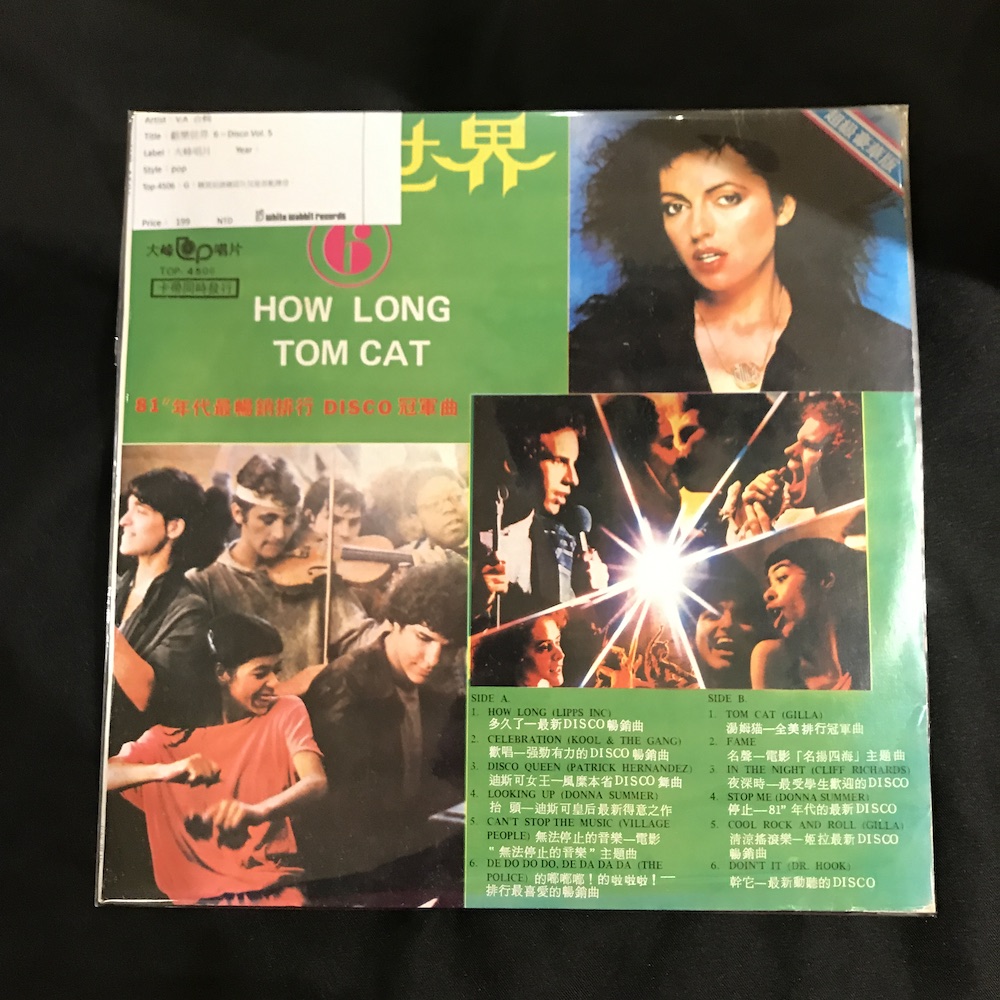 Artist : V.A 合輯
Title : 歡樂世界 6 - Disco Vol. 5
Label : 大峰唱片 Year :
Style : pop
Top-4506 : G :
Price : 199 NTD
White Wabbit records
世界
超級豪華版
大峰 Top 唱片
TOP- 4506
卡帶同時發行
6
HOW LONG
TOM CAT
81"年代最暢銷排行 DISCO 冠軍曲
SIDE A.
1. HOW LONG (LIPPS INC)
多久了—最新DISCO暢銷曲
2. CELEBRATION (KOOL & THE GANG)
歡唱—强勁有力的DISCO暢銷曲
3. DISCO QUEEN (PATRICK HERNANDEZ)
迪斯可女王—風靡本省DISCO舞曲
4. LOOKING UP (DONNA SUMMER)
抬 頭—迪斯可皇后最新得意之作
5. CAN'T STOP THE MUSIC (VILLAGE
PEOPLE) 無法停止的音樂—電影
"無法停止的音樂"主題曲
6. DE DO DO DO, DE DA DA DA (THE
POLICE) 的嘟嘟嘟！的啦啦啦！—
排行最喜愛的暢銷曲
SIDE B.
1. TOM CAT (GILLA)
湯姆猫—全美排行冠軍曲
2. FAME
名聲—電影「名揚四海」主題曲
3. IN THE NIGHT (CLIFF RICHARDS)
夜深時—最受學生歡迎的DISCO
4. STOP ME (DONNA SUMMER)
停止—81"年代的最新DISCO
5. COOL ROCK AND ROLL (GILLA)
清涼搖滾樂—姬拉最新DISCO
暢銷曲
6. DOIN'T IT (DR. HOOK)
幹它—最新動聽的DISCO